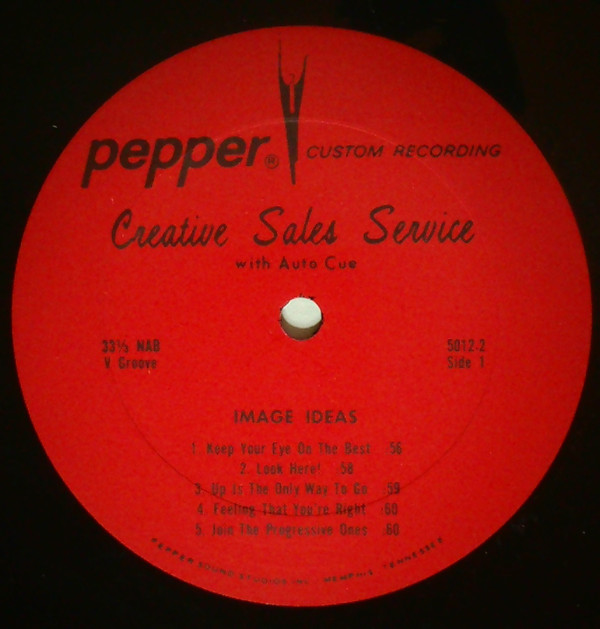 pepper® CUSTOM RECORDING
Creative Sales Service
with Auto Cue
33⅓ NAB
V Groove
5012-2
Side 1
IMAGE IDEAS
1. Keep Your Eye On The Best :56
2. Look Here! :58
3. Up Is The Only Way To Go :59
4. Feeling That You're Right :60
5. Join The Progressive Ones :60
PEPPER SOUND STUDIOS INC. MEMPHIS, TENNESSEE